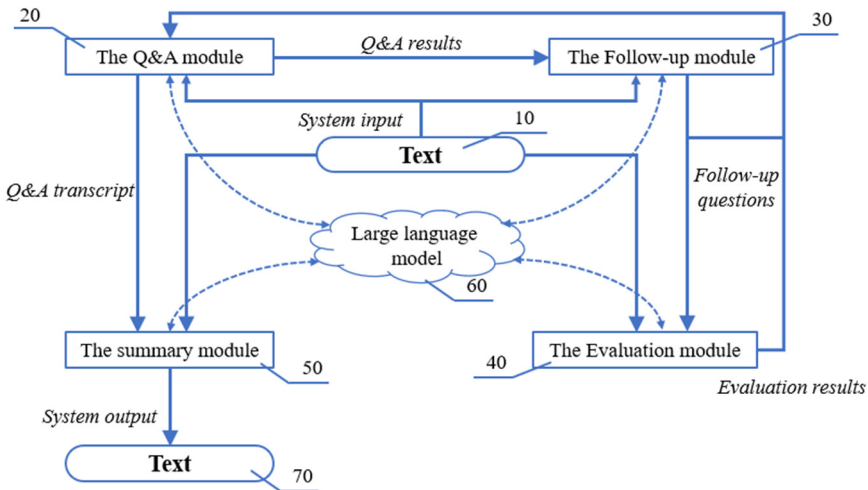 20
30
The Q&A module
Q&A results
The Follow-up module
System input
10
Text
Q&A transcript
Follow-up
questions
Large language
model
60
The summary module
50
40
The Evaluation module
Evaluation results
System output
Text
70